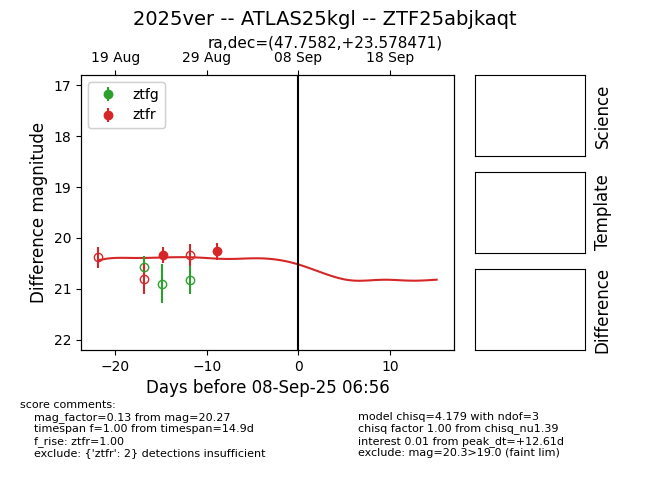 2025ver -- ATLAS25kgl -- ZTF25abjkaqt
ra,dec=(47.7582,+23.578471)
19 Aug
29 Aug
08 Sep
18 Sep
ztfg
ztfr
17
18
19
20
21
22
Difference magnitude
−20
−10
0
10
Days before 08-Sep-25 06:56
Science
Template
Difference
score comments:
mag_factor=0.13 from mag=20.27
timespan f=1.00 from timespan=14.9d
f_rise: ztfr=1.00
exclude: {'ztfr': 2} detections insufficient
model chisq=4.179 with ndof=3
chisq factor 1.00 from chisq_nu1.39
interest 0.01 from peak_dt=+12.61d
exclude: mag=20.3>19.0 (faint lim)